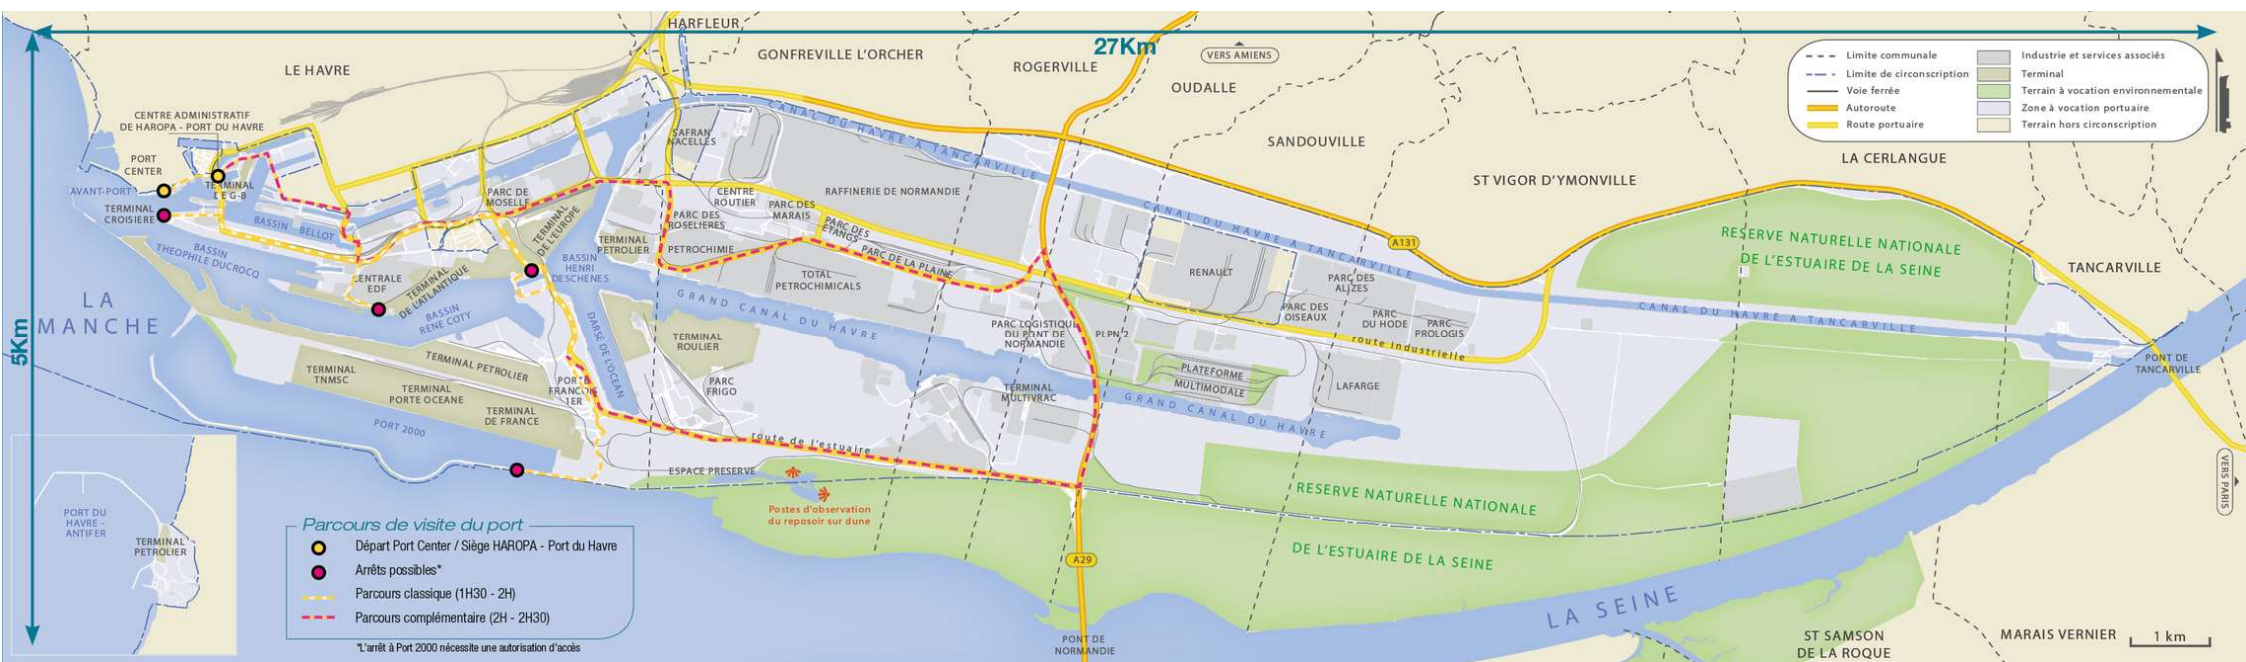 HARFLEUR
27Km
GONFREVILLE L'ORCHER
ROGERVILLE
VERS AMIENS
OUDALLE
LE HAVRE
SANDOUVILLE
ST VIGOR D'YMONVILLE
LA CERLANGUE
TANCARVILLE
Limite communale
Limite de circonscription
Voie ferrée
Autoroute
Route portuaire
Industrie et services associés
Terminal
Terrain à vocation environnementale
Zone à vocation portuaire
Terrain hors circonscription
CENTRE ADMINISTRATIF
DE HAROPA - PORT DU HAVRE
PORT
CENTER
AVANT-PORT
TERMINAL
CROISIERE
TERMINAL
DE G-B
BASSIN BELLOT
BASSIN
THEOPHILE DUCROCQ
CENTRALE
EDF
TERMINAL
DE L'ATLANTIQUE
BASSIN
RENE COTY
PARC DE
MOSELLE
TERMINAL
DE L'EUROPE
BASSIN
HENRI
DESCHENES
TERMINAL
PETROLIER
SAFRAN
NACELLES
CENTRE
ROUTIER
PARC DES
ROSELIERES
PETROCHIMIE
PARC DES
MARAIS
PARC DES
ETANGS
PARC DE LA PLAINE
RAFFINERIE DE NORMANDIE
TOTAL
PETROCHIMICALS
CANAL DU HAVRE A TANCARVILLE
CANAL DU HAVRE A TANCARVILLE
CANAL DU HAVRE A TANCARVILLE
A131
RENAULT
PARC DES
ALIZES
PARC DES
OISEAUX
PARC
DU HODE
PARC
PROLOGIS
route industrielle
RESERVE NATURELLE NATIONALE
DE L'ESTUAIRE DE LA SEINE
PONT DE
TANCARVILLE
VERS PARIS
LA
MANCHE
5Km
GRAND CANAL DU HAVRE
GRAND CANAL DU HAVRE
DARSE DE L'OCEAN
TERMINAL
ROULIER
PARC
FRIGO
PARC LOGISTIQUE
DU PONT DE
NORMANDIE
PLPN 2
PLATEFORME
MULTIMODALE
LAFARGE
TERMINAL
MULTIVRAC
TERMINAL PETROLIER
TERMINAL
TNMSC
TERMINAL
PORTE OCEANE
TERMINAL
DE FRANCE
PORTE
FRANCOIS
1ER
PORT 2000
route de l'estuaire
ESPACE PRESERVE
Postes d'observation
du reposoir sur dune
RESERVE NATURELLE NATIONALE
DE L'ESTUAIRE DE LA SEINE
A29
PONT DE
NORMANDIE
LA SEINE
ST SAMSON
DE LA ROQUE
MARAIS VERNIER
1 km
PORT DU
HAVRE -
ANTIFER
TERMINAL
PETROLIER
Parcours de visite du port
Départ Port Center / Siège HAROPA - Port du Havre
Arrêts possibles*
Parcours classique (1H30 - 2H)
Parcours complémentaire (2H - 2H30)
*L'arrêt à Port 2000 nécessite une autorisation d'accès